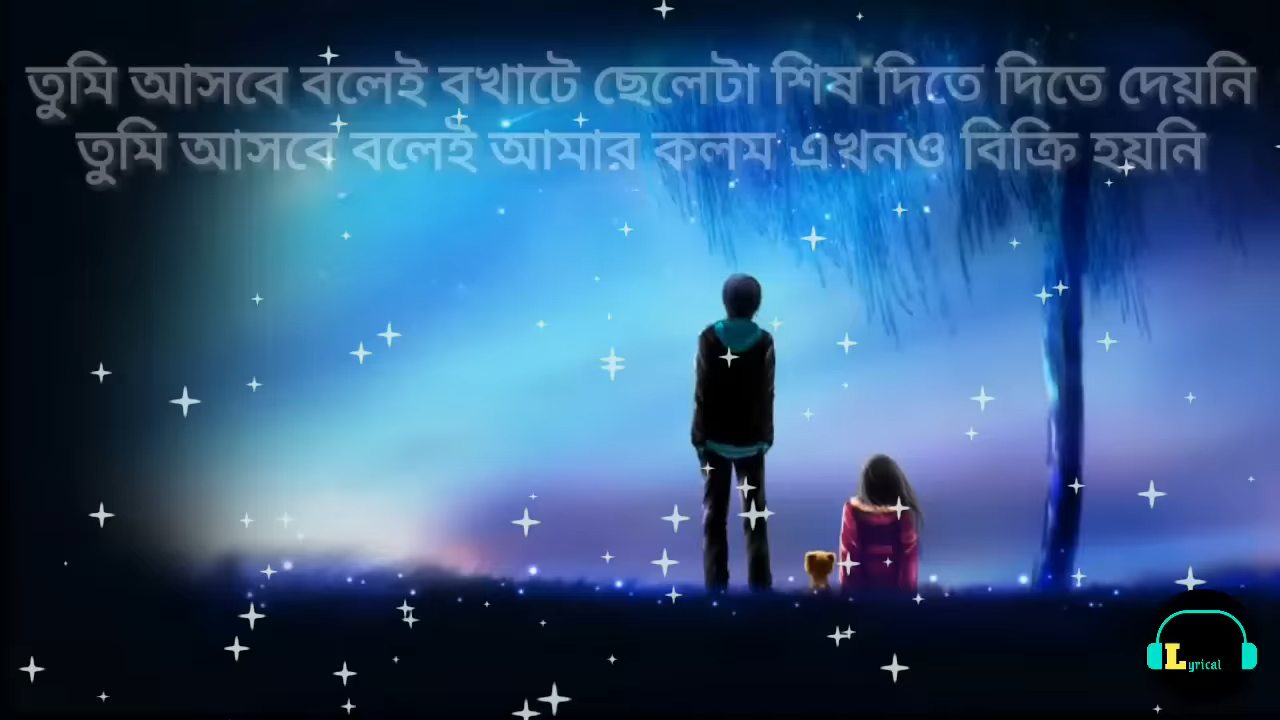 তুমি আসবে বলেই বখাটে ছেলেটা শিষ দিতে দিতে দেয়নি
তুমি আসবে বলেই আমার কলম এখনও বিক্রি হয়নি
Lyrical